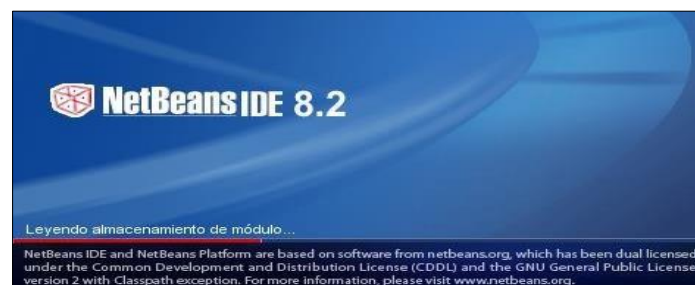 NetBeans IDE 8.2
Leyendo almacenamiento de módulo...
NetBeans IDE and NetBeans Platform are based on software from netbeans.org, which has been dual licensed
under the Common Development and Distribution License (CDDL) and the GNU General Public License
version 2 with Classpath exception. For more information, please visit www.netbeans.org.